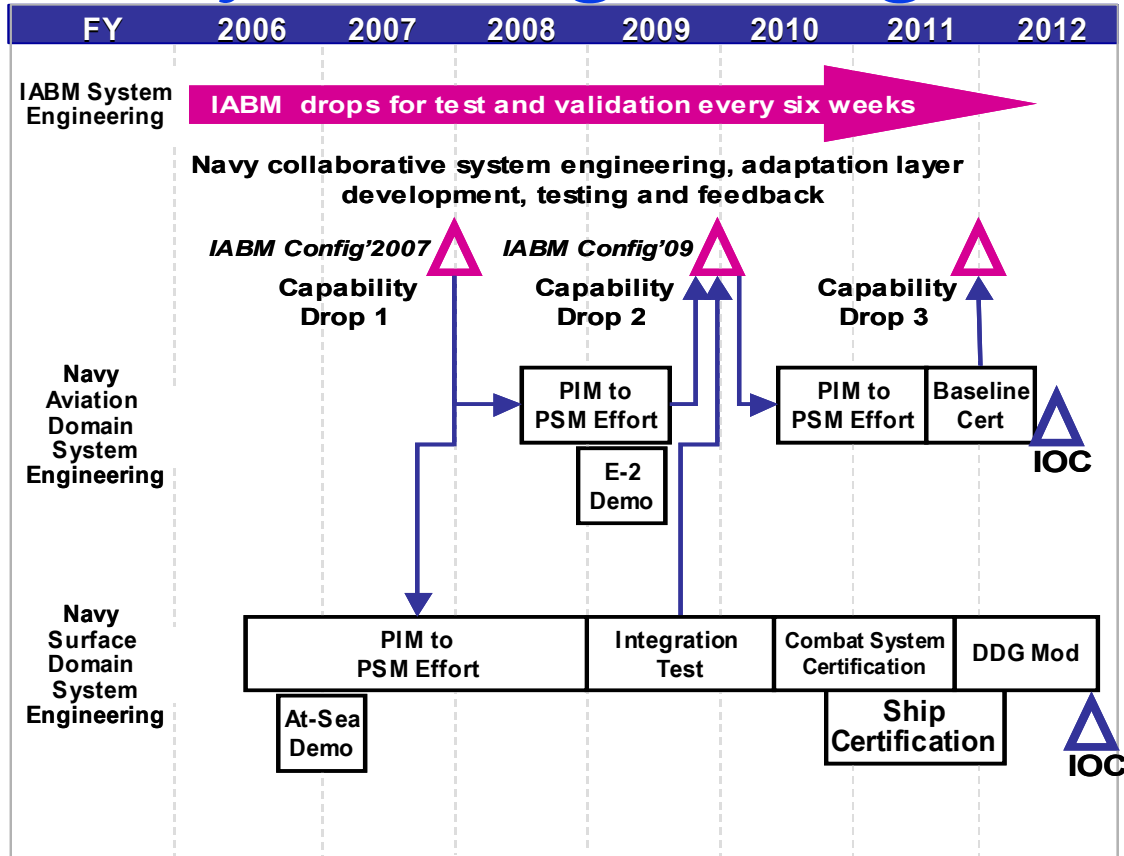 FY 2006 2007 2008 2009 2010 2011 2012
IABM System
Engineering
IABM drops for test and validation every six weeks
Navy collaborative system engineering, adaptation layer
development, testing and feedback
IABM Config'2007
IABM Config'09
Capability
Drop 1
Capability
Drop 2
Capability
Drop 3
Navy
Aviation
Domain
System
Engineering
PIM to
PSM Effort
E-2
Demo
PIM to
PSM Effort
Baseline
Cert
IOC
Navy
Surface
Domain
System
Engineering
PIM to
PSM Effort
Integration
Test
Combat System
Certification
DDG Mod
At-Sea
Demo
Ship
Certification
IOC